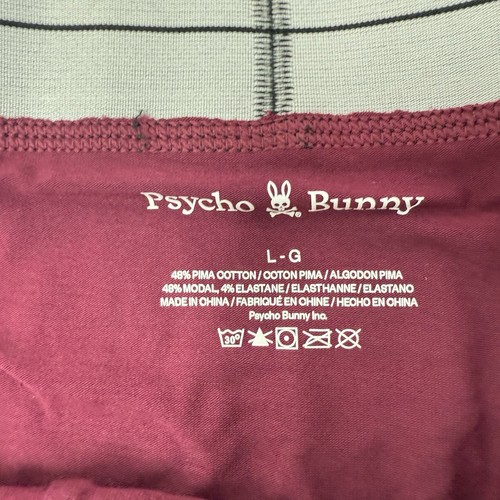 Psycho Bunny
L - G
48% PIMA COTTON / COTON PIMA / ALGODON PIMA
48% MODAL, 4% ELASTANE / ELASTHANNE / ELASTANO
MADE IN CHINA / FABRIQUÉ EN CHINE / HECHO EN CHINA
Psycho Bunny Inc.
30°